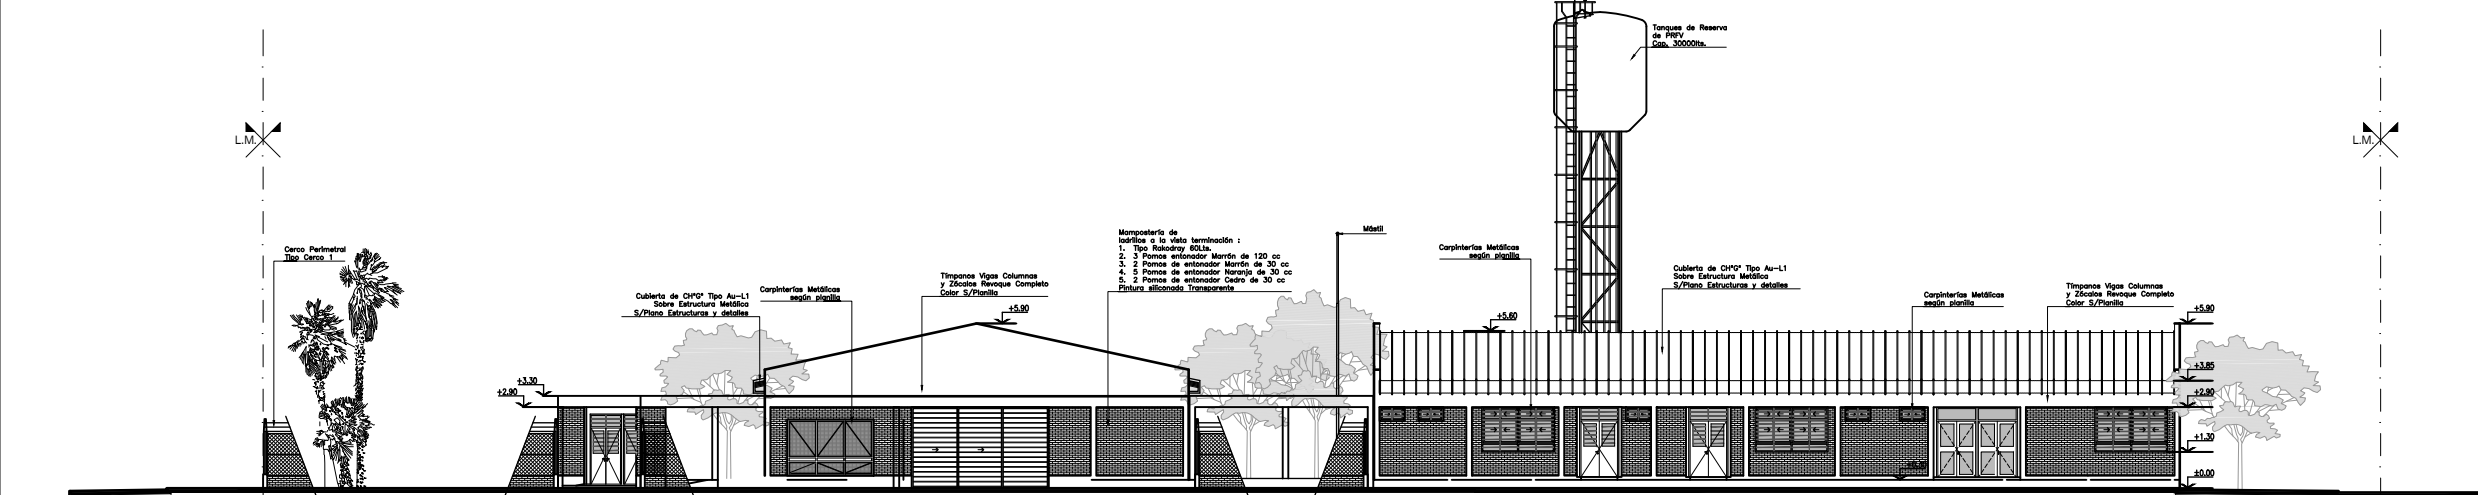 Tanques de Reserva
de PRFV
Cap. 30000lts.
L.M.
L.M.
Cerco Perimetral
Tipo Cerco 1
Cubierta de CHºGº Tipo Au-L1
Sobre Estructura Metálica
S/Plano Estructuras y detalles
Carpinterías Metálicas
según planilla
Tímpanos Vigas Columnas
y Zócalos Revoque Completo
Color S/Planilla
+5.90
Mampostería de
ladrillos a la vista terminación :
1. Tipo Rakodray 60Lts.
2. 3 Pomos entonador Marrón de 120 cc
3. 2 Pomos de entonador Marrón de 30 cc
4. 5 Pomos de entonador Naranja de 30 cc
5. 2 Pomos de entonador Cedro de 30 cc
Pintura siliconada Transparente
Mástil
Carpinterías Metálicas
según planilla
+5.60
Cubierta de CHºGº Tipo Au-L1
Sobre Estructura Metálica
S/Plano Estructuras y detalles
Carpinterías Metálicas
según planilla
Tímpanos Vigas Columnas
y Zócalos Revoque Completo
Color S/Planilla
+5.90
+3.85
+2.90
+1.30
±0.00
+3.30
+2.90